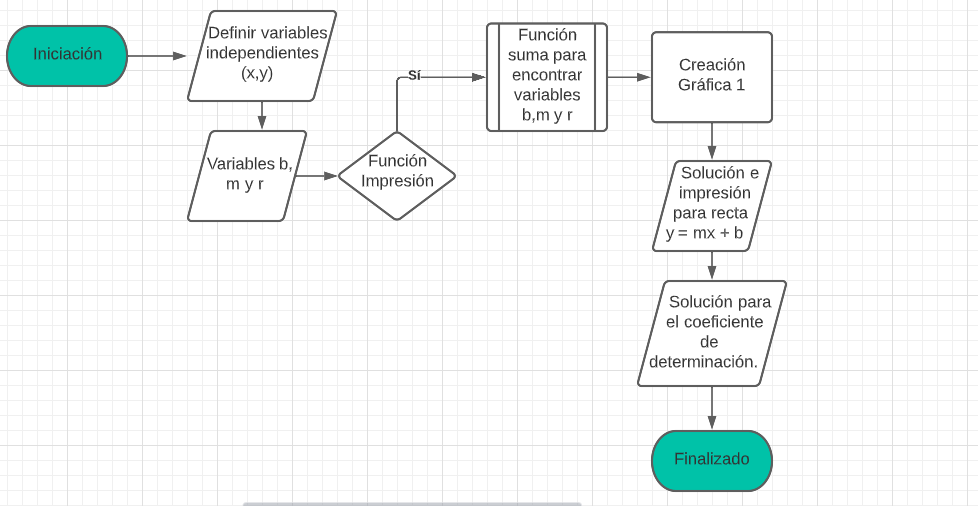 Iniciación
Definir variables
independientes
(x,y)
Variables b,
m y r
Función
Impresión
Sí
Función
suma para
encontrar
variables
b,m y r
Creación
Gráfica 1
Solución e
impresión
para recta
y = mx + b
Solución para
el coeficiente
de
determinación.
Finalizado